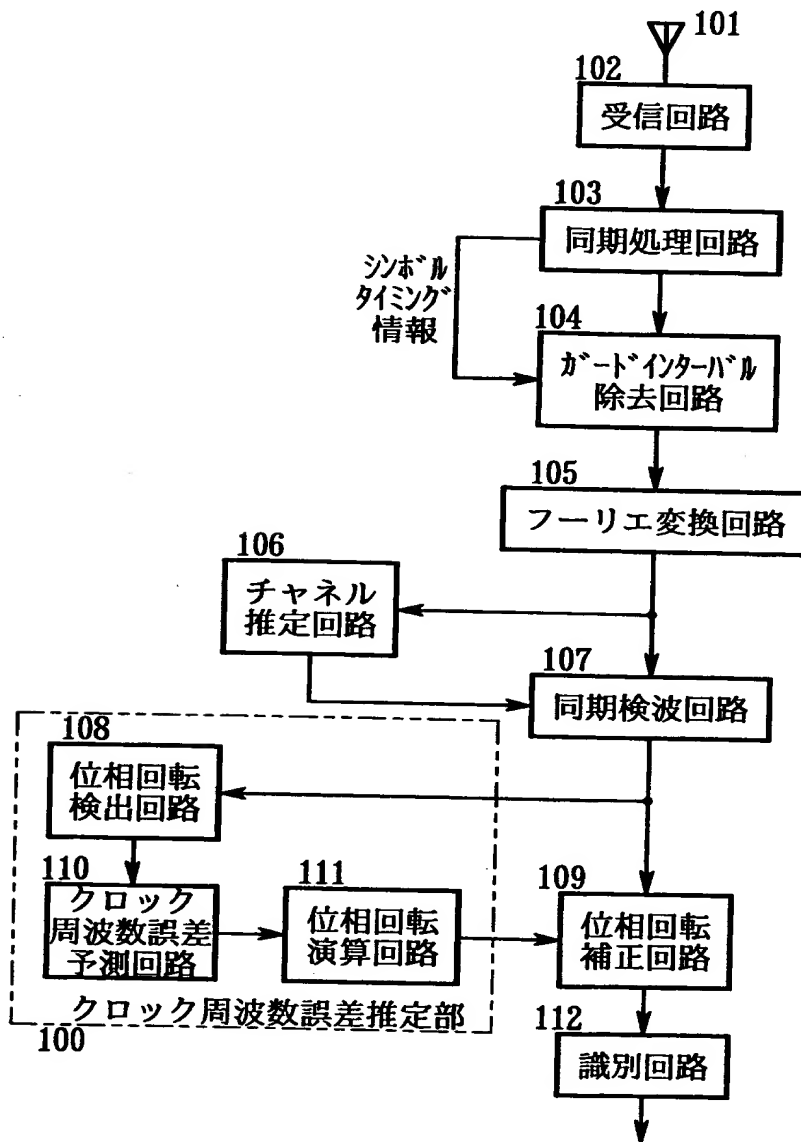 101
102
受信回路
103
同期処理回路
シンボル
タイミング
情報
104
ガードインターバル
除去回路
105
フーリエ変換回路
106
チャネル
推定回路
107
同期検波回路
108
位相回転
検出回路
110
クロック
周波数誤差
予測回路
111
位相回転
演算回路
109
位相回転
補正回路
クロック周波数誤差推定部
100
112
識別回路